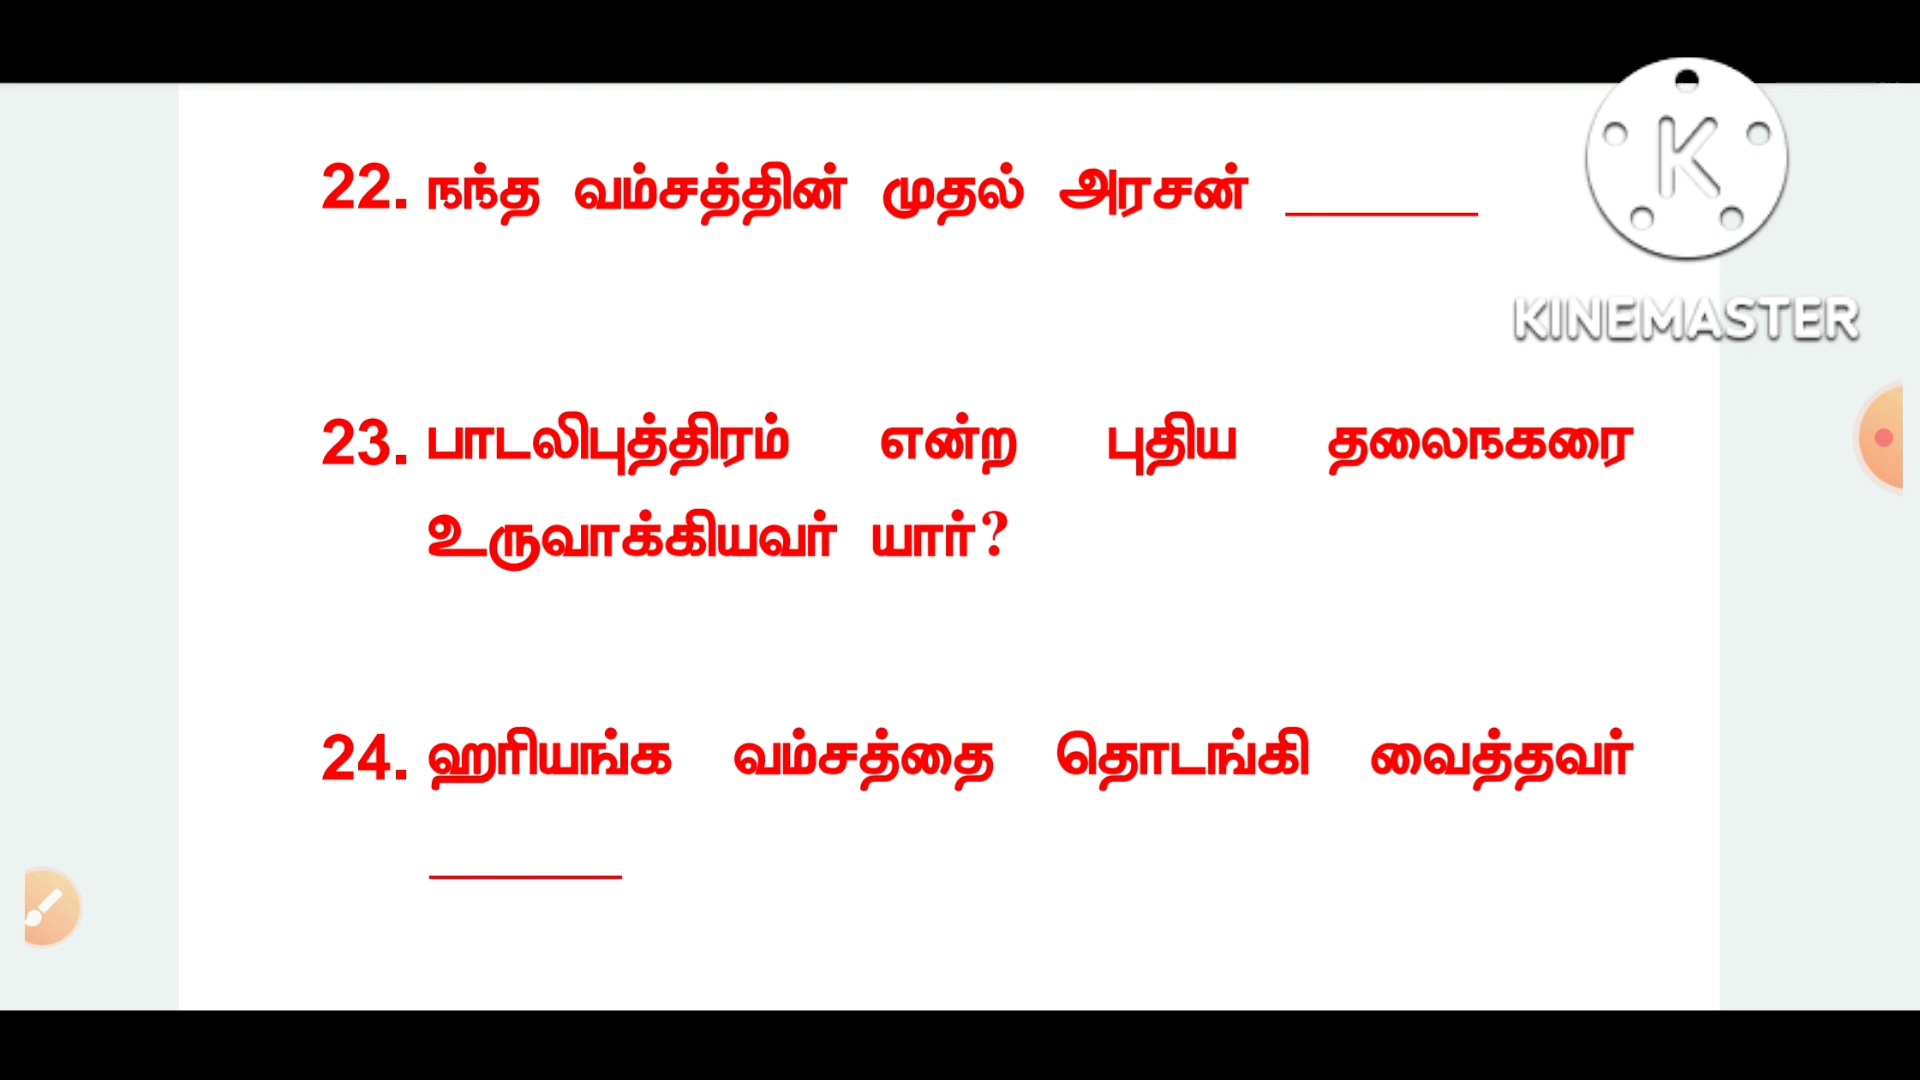 22. நந்த வம்சத்தின் முதல் அரசன் ______
KINEMASTER
23. பாடலிபுத்திரம் என்ற புதிய தலைநகரை
உருவாக்கியவர் யார்?
24. ஹரியங்க வம்சத்தை தொடங்கி வைத்தவர்
______